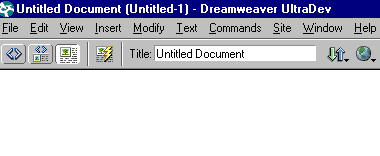 Untitled Document (Untitled-1) - Dreamweaver UltraDev
File Edit View Insert Modify Text Commands Site Window Help
Title: Untitled Document